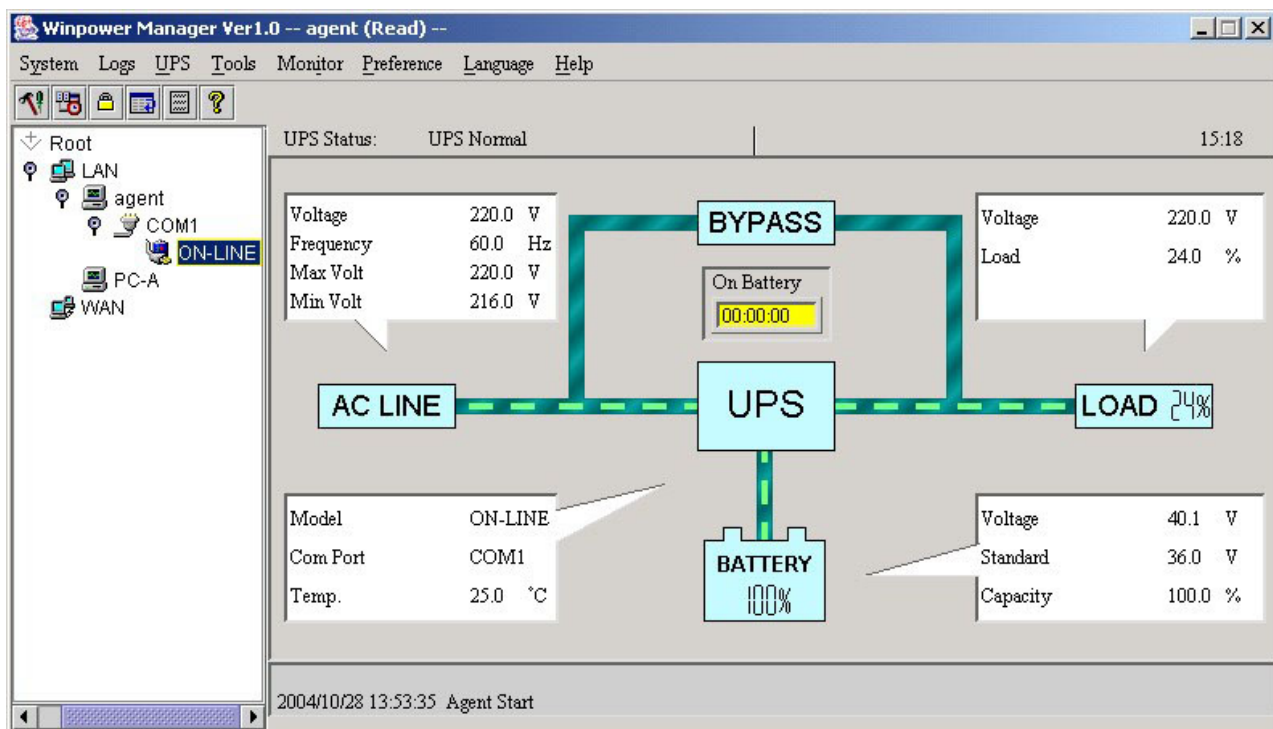 Winpower Manager Ver1.0 -- agent (Read) --
System Logs UPS Tools Monitor Preference Language Help
Root
LAN
agent
COM1
ON-LINE
PC-A
WAN
UPS Status: UPS Normal 15:18
Voltage 220.0 V
Frequency 60.0 Hz
Max Volt 220.0 V
Min Volt 216.0 V
BYPASS
On Battery
00:00:00
Voltage 220.0 V
Load 24.0 %
AC LINE
UPS
LOAD 24%
Model ON-LINE
Com Port COM1
Temp. 25.0 °C
BATTERY
100%
Voltage 40.1 V
Standard 36.0 V
Capacity 100.0 %
2004/10/28 13:53:35 Agent Start